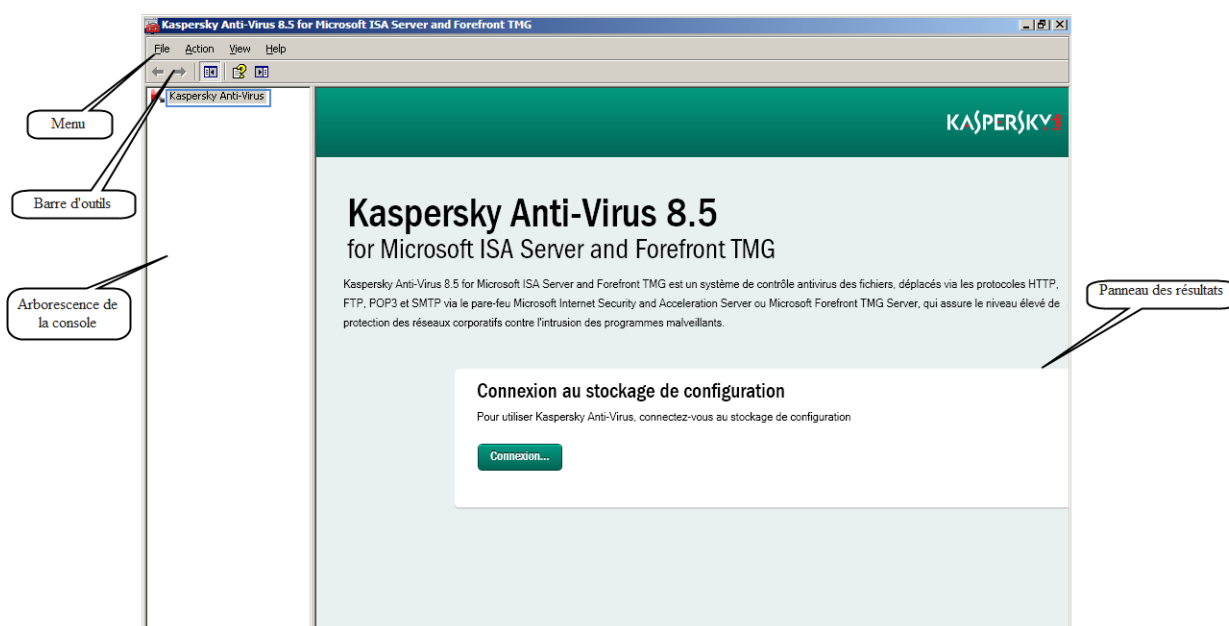 Kaspersky Anti-Virus 8.5 for Microsoft ISA Server and Forefront TMG
File Action View Help
Kaspersky Anti-Virus
Menu
Barre d'outils
Arborescence de
la console
Panneau des résultats
KASPERSKY
Kaspersky Anti-Virus 8.5
for Microsoft ISA Server and Forefront TMG
Kaspersky Anti-Virus 8.5 for Microsoft ISA Server and Forefront TMG est un système de contrôle antivirus des fichiers, déplacés via les protocoles HTTP,
FTP, POP3 et SMTP via le pare-feu Microsoft Internet Security and Acceleration Server ou Microsoft Forefront TMG Server, qui assure le niveau élevé de
protection des réseaux corporatifs contre l'intrusion des programmes malveillants.
Connexion au stockage de configuration
Pour utiliser Kaspersky Anti-Virus, connectez-vous au stockage de configuration
Connexion...